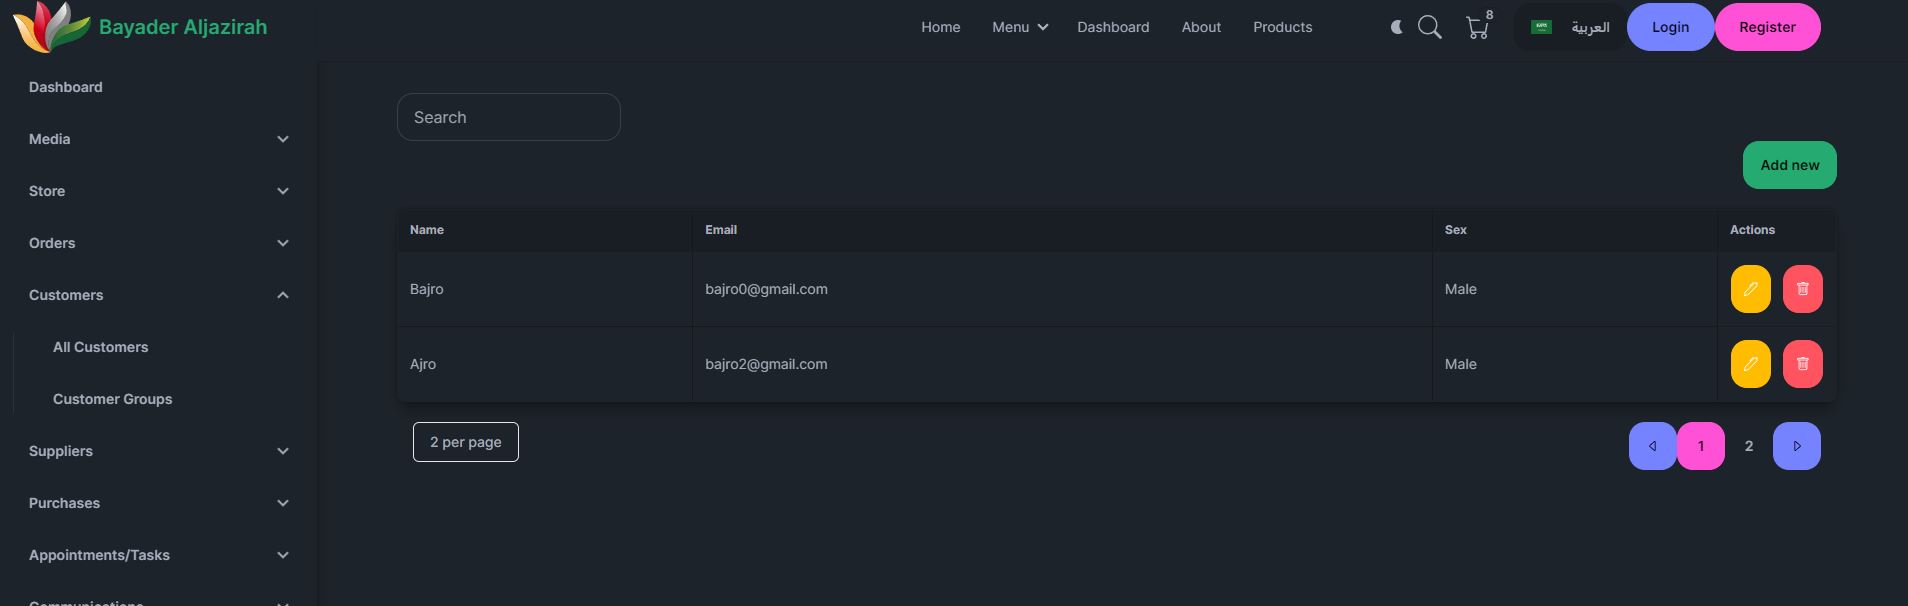 Bayader Aljazirah
Home Menu Dashboard About Products 8 العربية Login Register
Dashboard
Media
Store
Orders
Customers
All Customers
Customer Groups
Suppliers
Purchases
Appointments/Tasks
Communications
Search
Add new
Name Email Sex Actions
Bajro bajro0@gmail.com Male
Ajro bajro2@gmail.com Male
2 per page 1 2